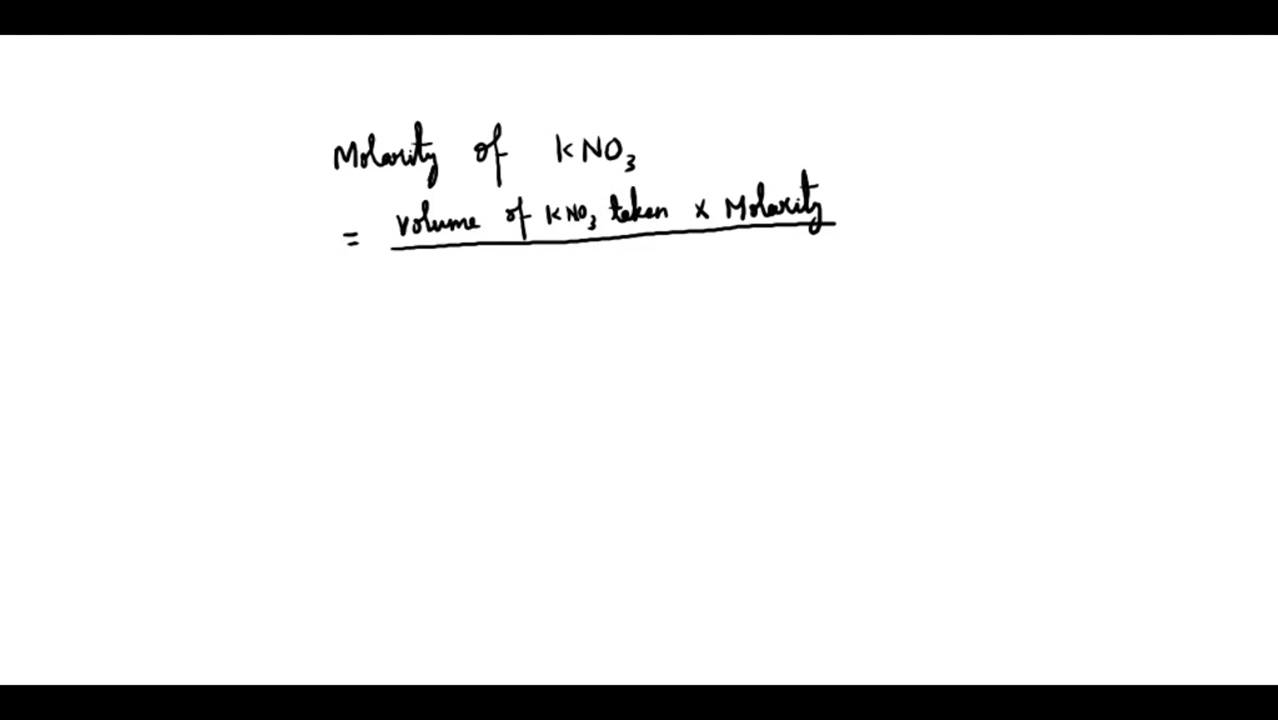 Molarity of KNO₃
= Volume of KNO₃ taken x Molarity